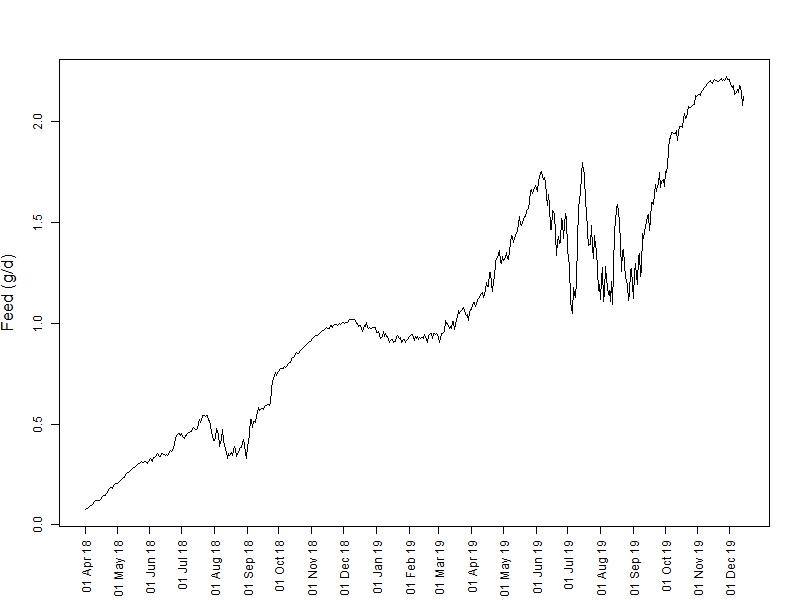 Feed (g/d)
2.0
1.5
1.0
0.5
0.0
01 Apr 18
01 May 18
01 Jun 18
01 Jul 18
01 Aug 18
01 Sep 18
01 Oct 18
01 Nov 18
01 Dec 18
01 Jan 19
01 Feb 19
01 Mar 19
01 Apr 19
01 May 19
01 Jun 19
01 Jul 19
01 Aug 19
01 Sep 19
01 Oct 19
01 Nov 19
01 Dec 19